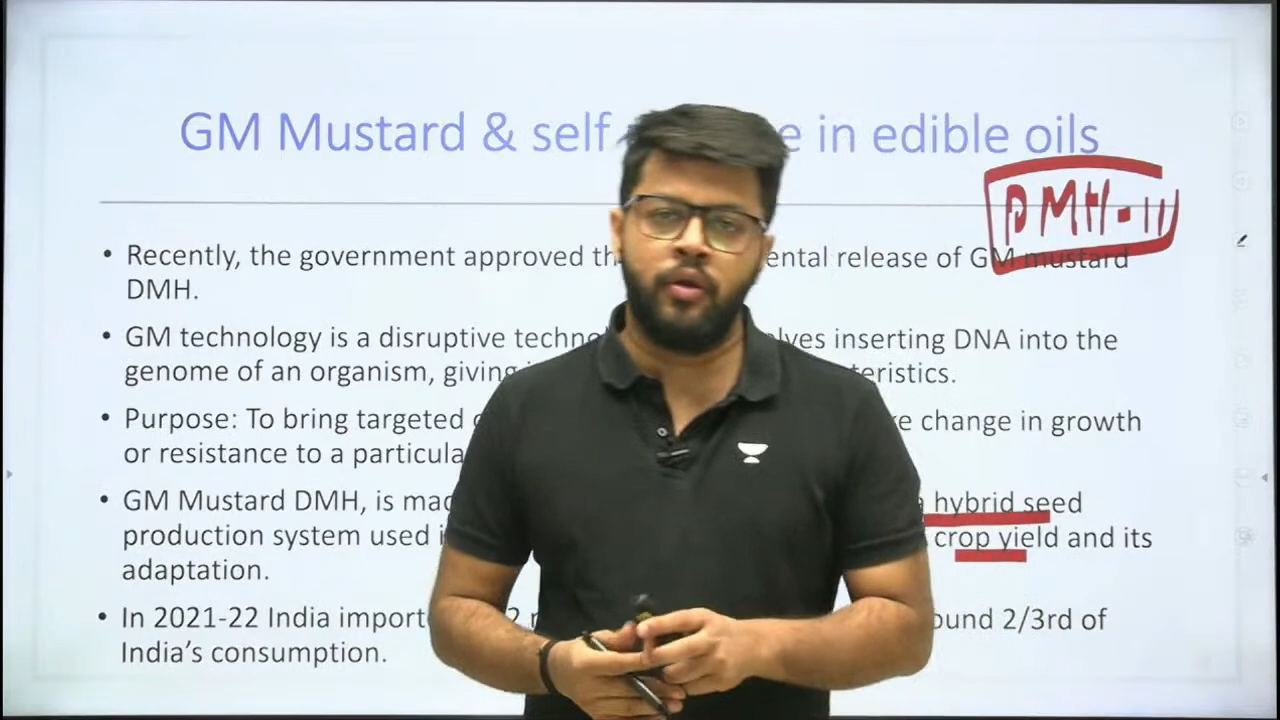 GM Mustard & self e in edible oils
DMH-11
• Recently, the government approved th ental release of GM mustard
DMH.
• GM technology is a disruptive techno lves inserting DNA into the
genome of an organism, giving teristics.
• Purpose: To bring targeted e change in growth
or resistance to a particula
• GM Mustard DMH, is mad hybrid seed
production system used i crop yield and its
adaptation.
• In 2021-22 India import 2 ound 2/3rd of
India's consumption.